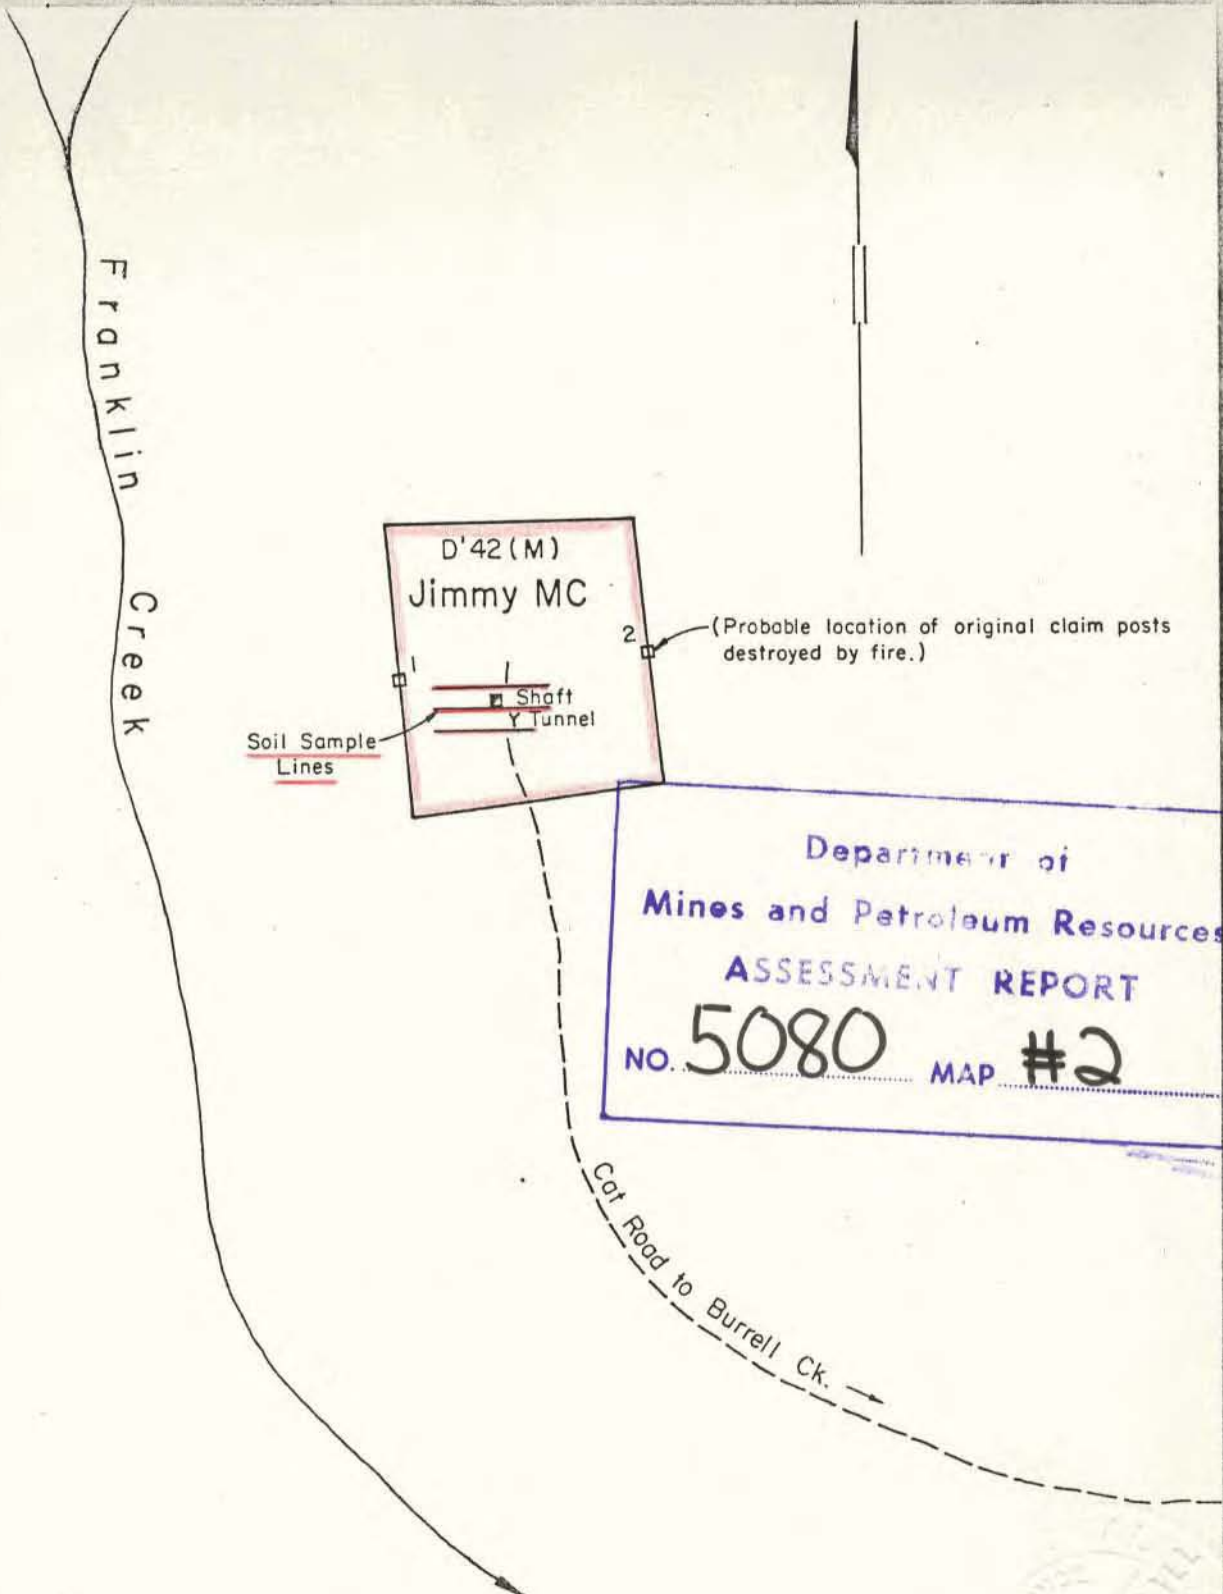 Franklin Creek
D'42 (M)
Jimmy MC
1
2
(Probable location of original claim posts
destroyed by fire.)
Shaft
Tunnel
Soil Sample
Lines
Department of
Mines and Petroleum Resources
ASSESSMENT REPORT
NO. 5080 MAP #2
Cat Road to Burrell Ck.